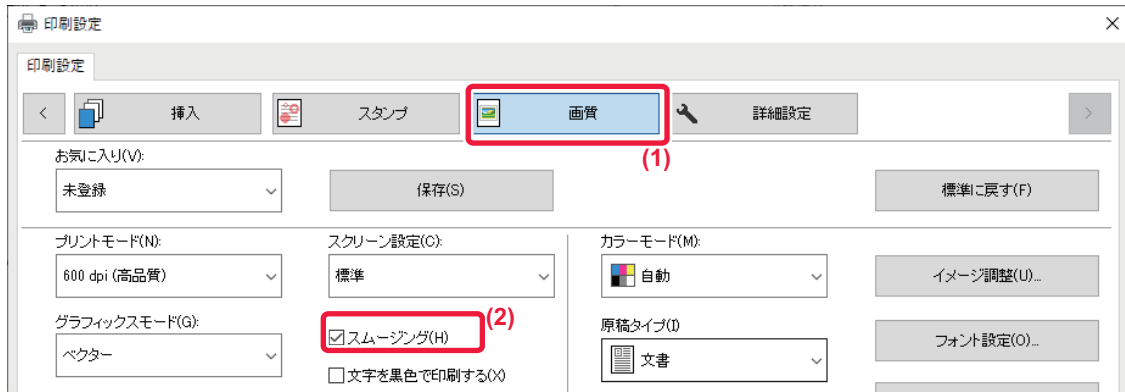 印刷設定
印刷設定
挿入
スタンプ
画質
詳細設定
(1)
お気に入り(V):
未登録
保存(S)
標準に戻す(F)
プリントモード(N):
スクリーン設定(C):
カラーモード(M):
600 dpi (高品質)
標準
自動
イメージ調整(U)...
グラフィックスモード(G):
(2)
スムージング(H)
原稿タイプ(I)
フォント設定(O)...
ベクター
文書
文字を黒色で印刷する(X)